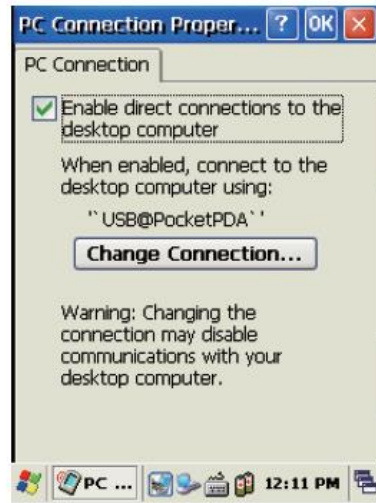 PC Connection Proper... ? OK ×
PC Connection
Enable direct connections to the
desktop computer
When enabled, connect to the
desktop computer using:
``USB@PocketPDA`'
Change Connection...
Warning: Changing the
connection may disable
communications with your
desktop computer.
PC ... 12:11 PM